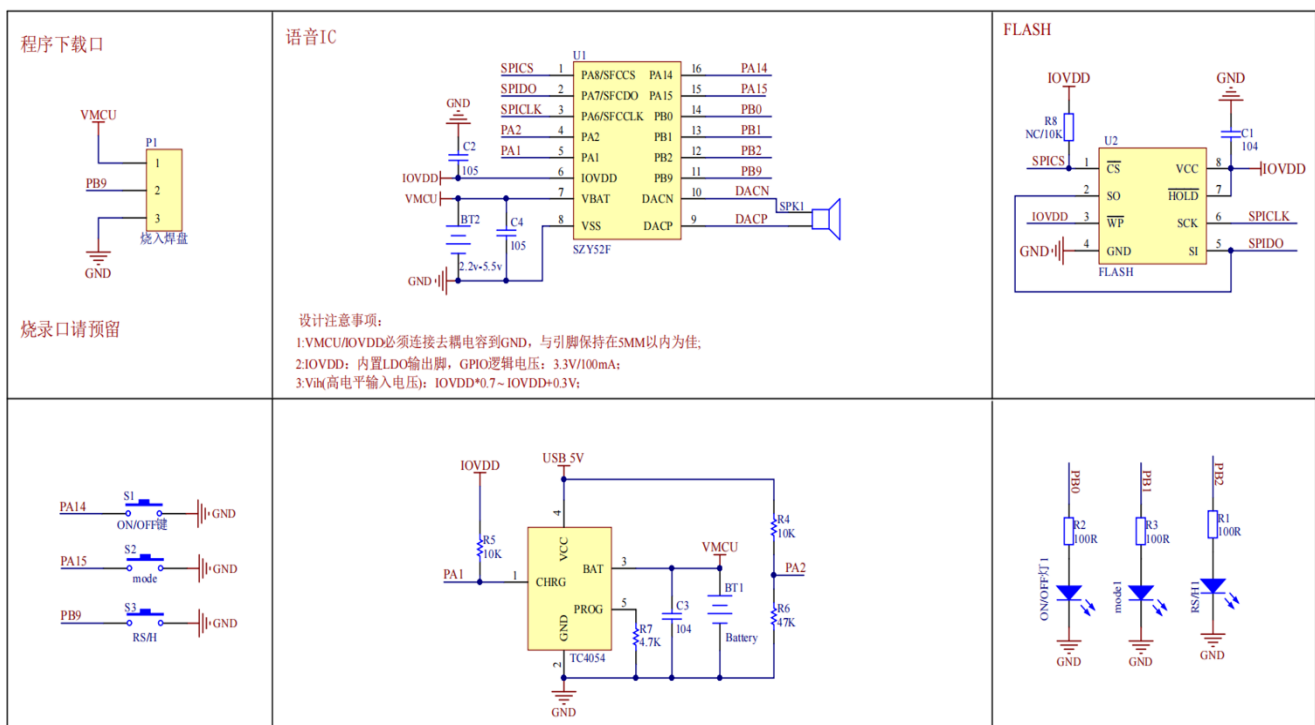 程序下载口
VMCU
P1
1
PB9
2
3
烧入焊盘
GND
烧录口请预留
语音IC
U1
SPICS 1 PA8/SFCCS PA14 16 PA14
SPIDO 2 PA7/SFCDO PA15 15 PA15
SPICLK 3 PA6/SFCCLK PB0 14 PB0
PA2 4 PA2 PB1 13 PB1
PA1 5 PA1 PB2 12 PB2
IOVDD 6 IOVDD PB9 11 PB9
VMCU 7 VBAT DACN 10 DACN
8 VSS DACP 9 DACP
SZY52F
GND
C2
105
BT2
2.2v-5.5v
C4
105
GND
SPK1
设计注意事项:
1:VMCU/IOVDD必须连接去耦电容到GND，与引脚保持在5MM以内为佳;
2:IOVDD：内置LDO输出脚，GPIO逻辑电压：3.3V/100mA;
3:Vih(高电平输入电压)：IOVDD*0.7~IOVDD+0.3V;
FLASH
IOVDD
R8
NC/10K
GND
C1
104
U2
SPICS 1 CS VCC 8 IOVDD
2 SO HOLD 7
IOVDD 3 WP SCK 6 SPICLK
GND 4 GND SI 5 SPIDO
FLASH
PA14 S1 GND
ON/OFF键
PA15 S2 GND
mode
PB9 S3 GND
RS/H
IOVDD
R5
10K
PA1
USB 5V
4
VCC
1 CHRG
BAT 3
PROG 5
GND
2
TC4054
R7
4.7K
C3
104
VMCU
BT1
Battery
R4
10K
PA2
R6
47K
GND
PB0
R2
100R
ON/OFF灯1
GND
PB1
R3
100R
mode1
GND
PB2
R1
100R
RS/H1
GND